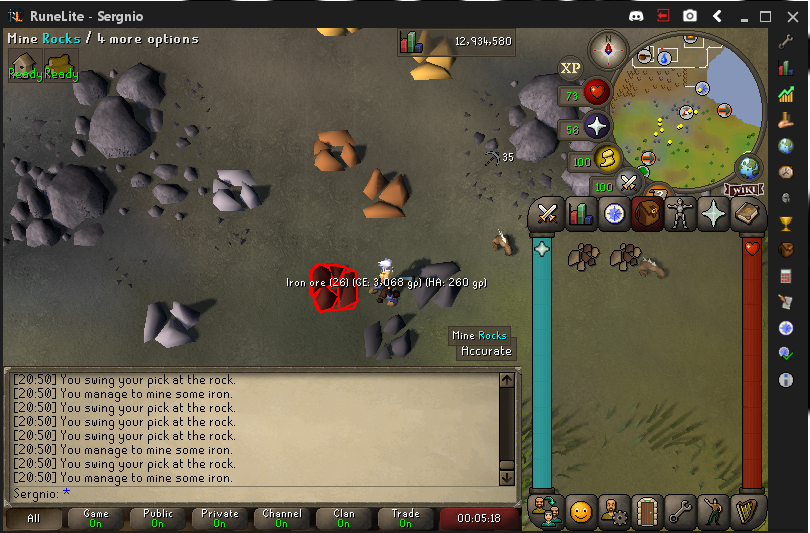 RuneLite - Sergnio
Mine Rocks / 4 more options
12,934,580
Ready Ready
XP
73
56
100
100
WIKI
35
Iron ore (26) (GE: 3,068 gp) (HA: 260 gp)
Mine Rocks
Accurate
[20:50] You swing your pick at the rock.
[20:50] You manage to mine some iron.
[20:50] You swing your pick at the rock.
[20:50] You swing your pick at the rock.
[20:50] You manage to mine some iron.
[20:50] You swing your pick at the rock.
[20:50] You manage to mine some iron.
Sergnio: *
All
Game
On
Public
On
Private
On
Channel
On
Clan
On
Trade
On
00:05:18